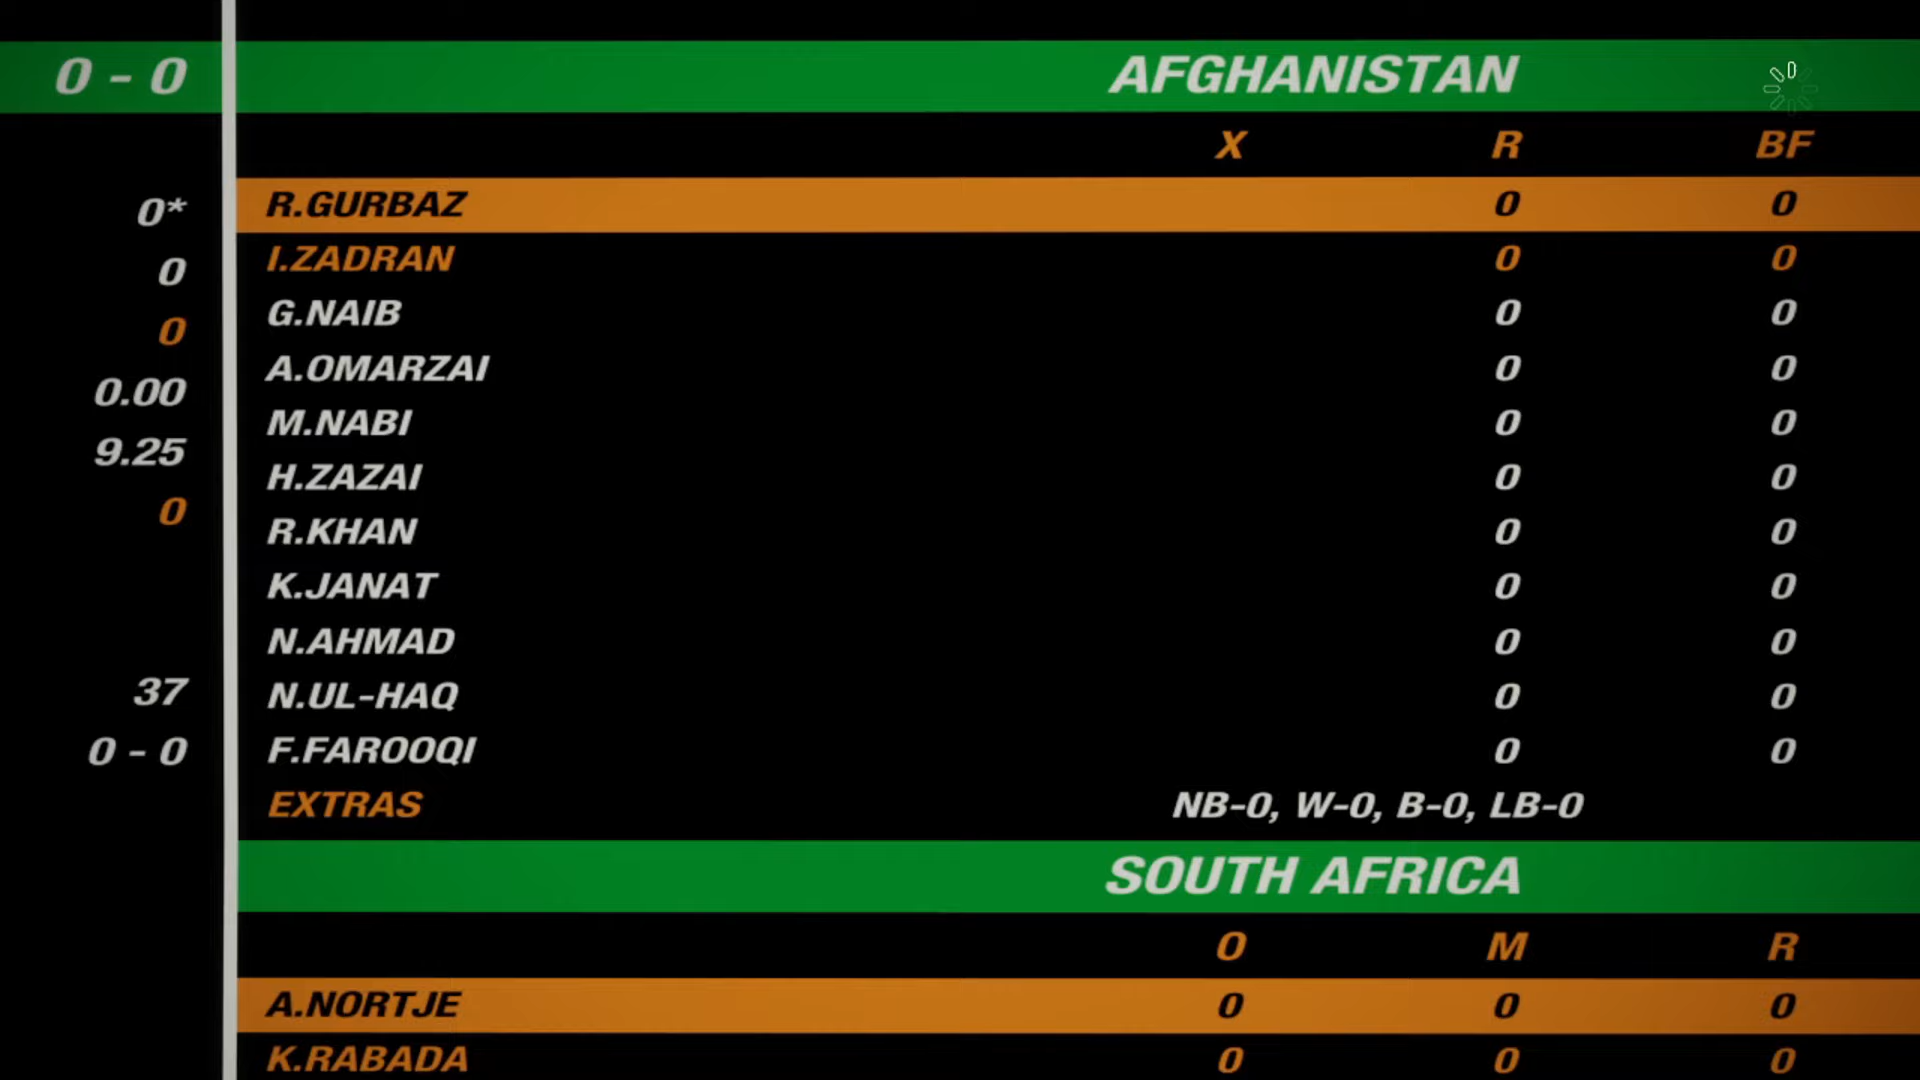 0 - 0 AFGHANISTAN
X R BF
0* R.GURBAZ 0 0
0 I.ZADRAN 0 0
0 G.NAIB 0 0
0.00 A.OMARZAI 0 0
9.25 M.NABI 0 0
0 H.ZAZAI 0 0
R.KHAN 0 0
K.JANAT 0 0
N.AHMAD 0 0
37 N.UL-HAQ 0 0
0 - 0 F.FAROOQI 0 0
EXTRAS NB-0, W-0, B-0, LB-0
SOUTH AFRICA
O M R
A.NORTJE 0 0 0
K.RABADA 0 0 0